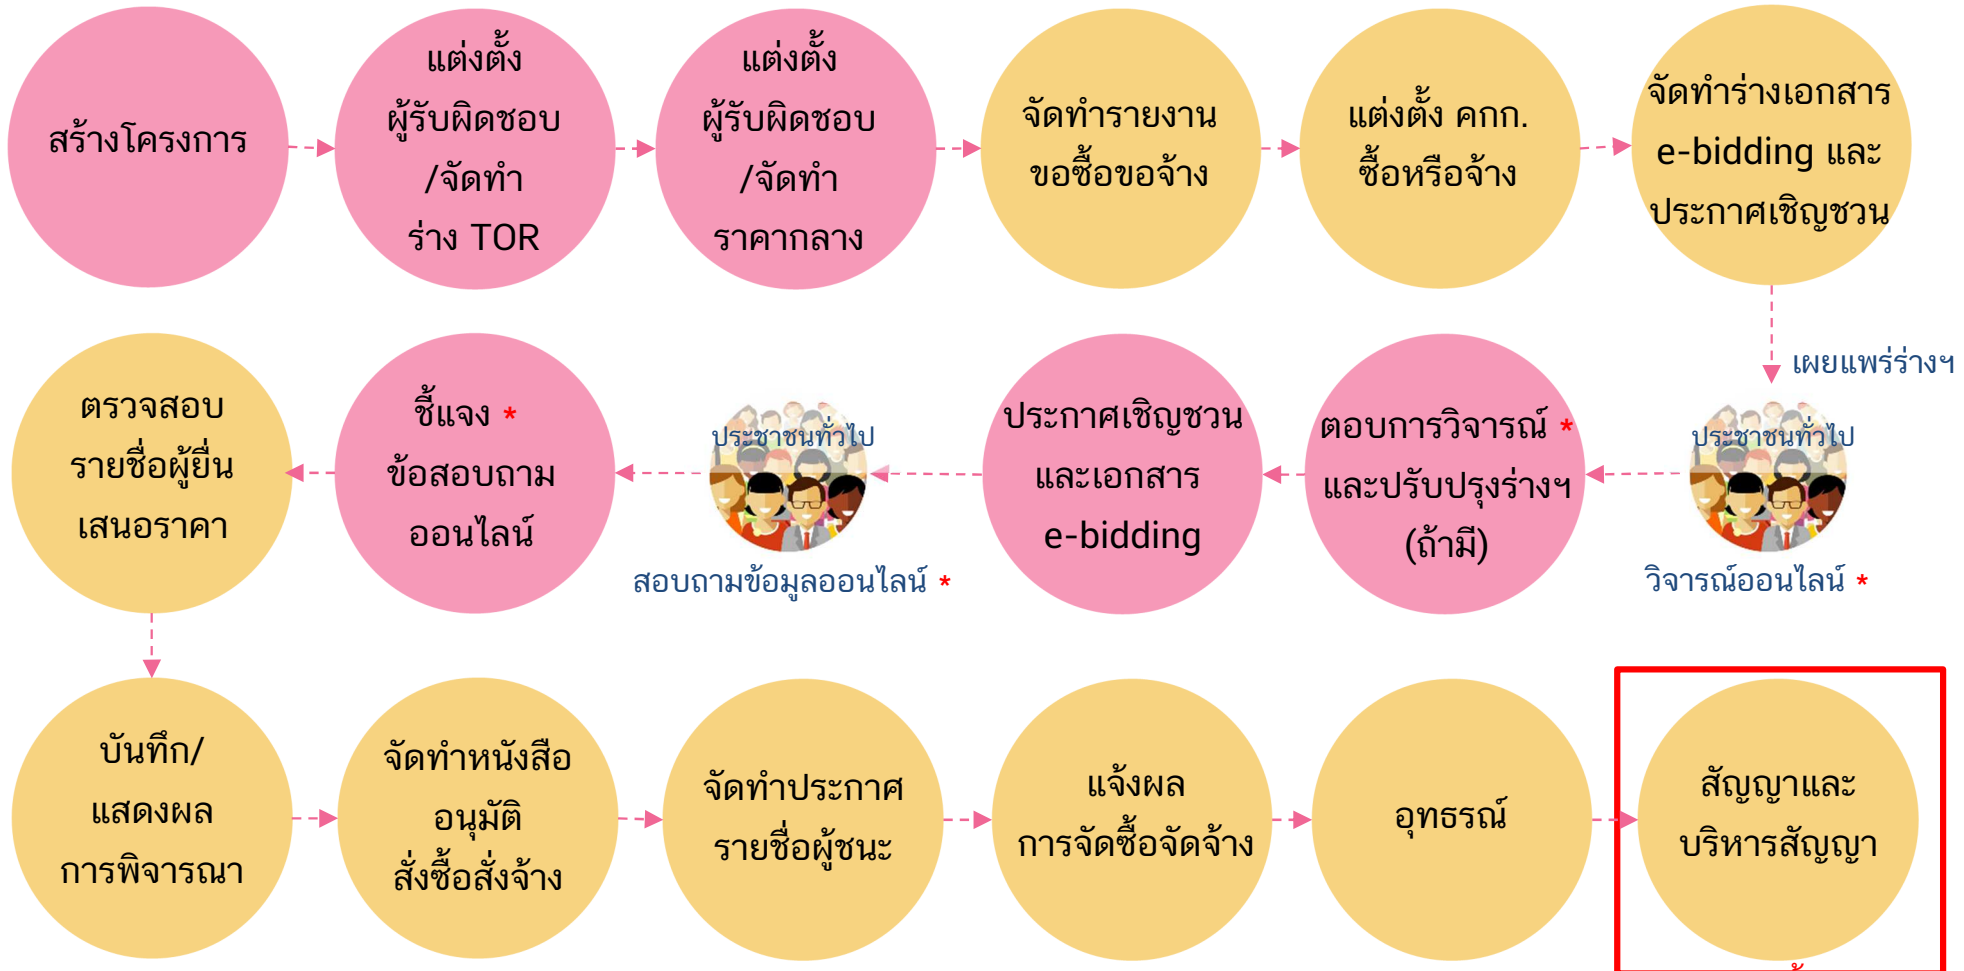 สร้างโครงการ
แต่งตั้ง
ผู้รับผิดชอบ
/จัดทำ
ร่าง TOR
แต่งตั้ง
ผู้รับผิดชอบ
/จัดทำ
ราคากลาง
จัดทำรายงาน
ขอซื้อขอจ้าง
แต่งตั้ง คกก.
ซื้อหรือจ้าง
จัดทำร่างเอกสาร
e-bidding และ
ประกาศเชิญชวน
เผยแพร่ร่างฯ
ประชาชนทั่วไป
วิจารณ์ออนไลน์ *
ตอบการวิจารณ์ *
และปรับปรุงร่างฯ
(ถ้ามี)
ประกาศเชิญชวน
และเอกสาร
e-bidding
ประชาชนทั่วไป
สอบถามข้อมูลออนไลน์ *
ชี้แจง *
ข้อสอบถาม
ออนไลน์
ตรวจสอบ
รายชื่อผู้ยื่น
เสนอราคา
บันทึก/
แสดงผล
การพิจารณา
จัดทำหนังสือ
อนุมัติ
สั่งซื้อสั่งจ้าง
จัดทำประกาศ
รายชื่อผู้ชนะ
แจ้งผล
การจัดซื้อจัดจ้าง
อุทธรณ์
สัญญาและ
บริหารสัญญา